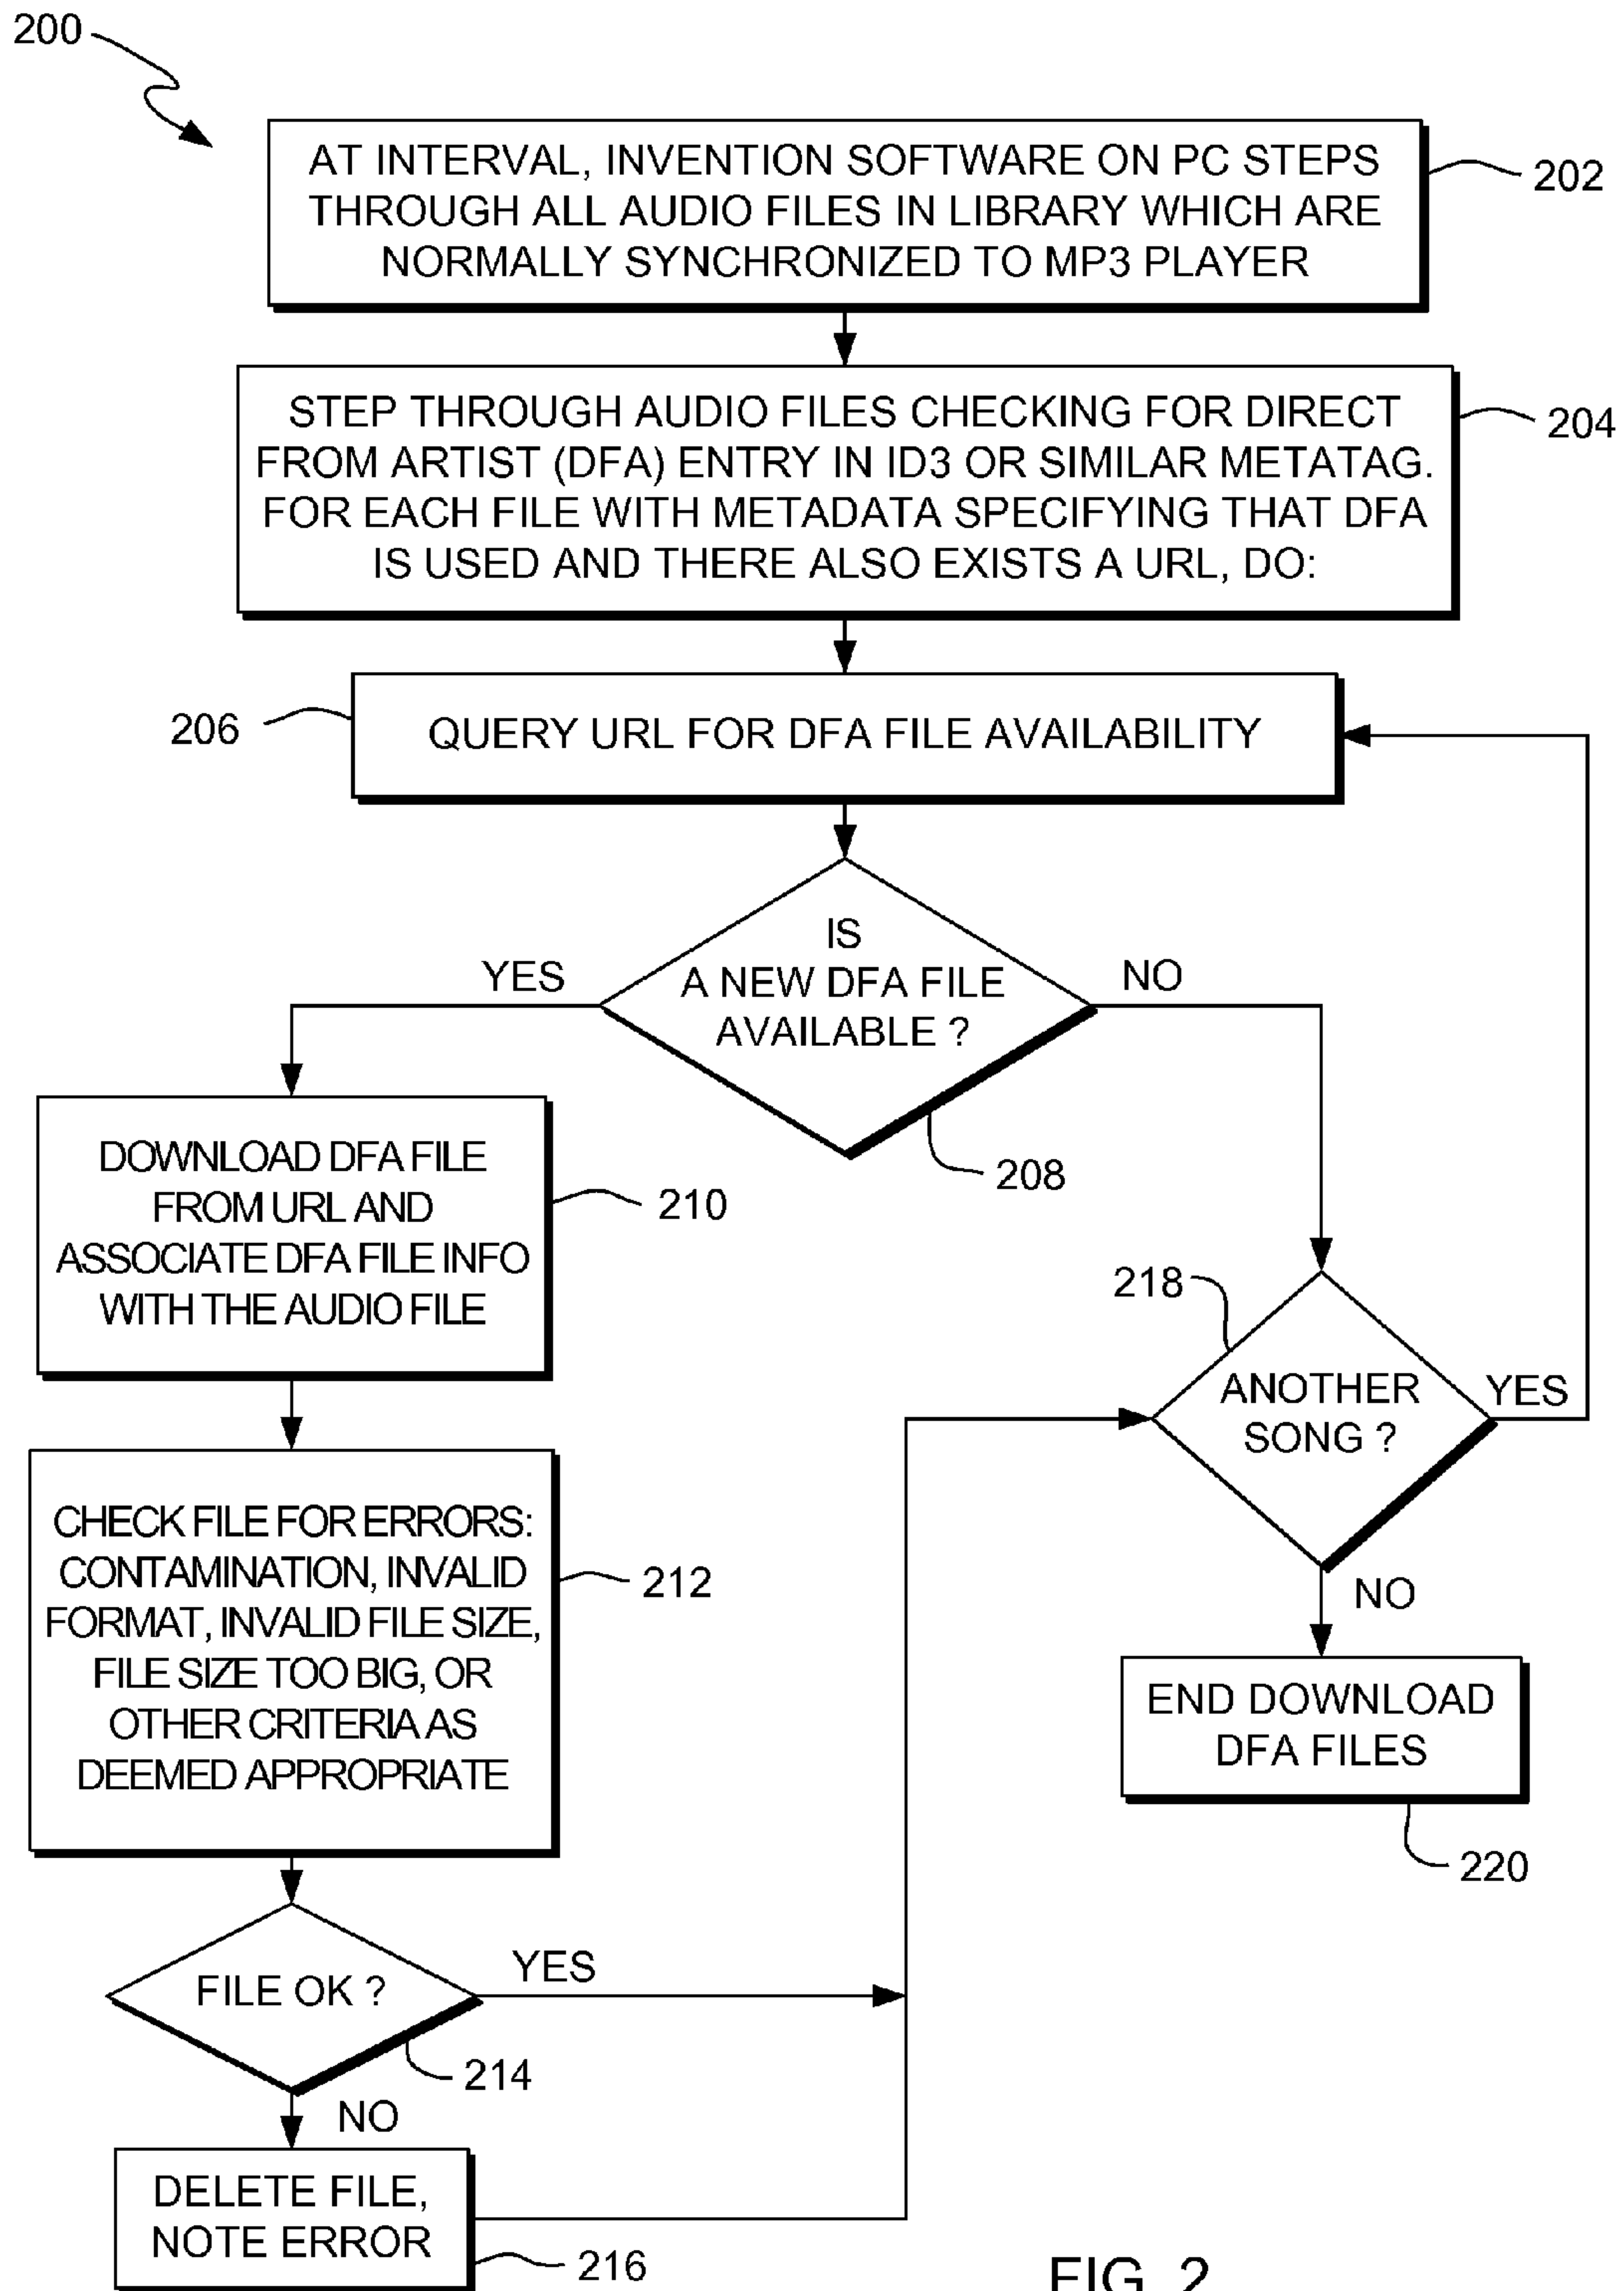 200
AT INTERVAL, INVENTION SOFTWARE ON PC STEPS
THROUGH ALL AUDIO FILES IN LIBRARY WHICH ARE
NORMALLY SYNCHRONIZED TO MP3 PLAYER
202
STEP THROUGH AUDIO FILES CHECKING FOR DIRECT
FROM ARTIST (DFA) ENTRY IN ID3 OR SIMILAR METATAG.
FOR EACH FILE WITH METADATA SPECIFYING THAT DFA
IS USED AND THERE ALSO EXISTS A URL, DO:
204
206
QUERY URL FOR DFA FILE AVAILABILITY
IS
A NEW DFA FILE
AVAILABLE ?
YES
NO
208
DOWNLOAD DFA FILE
FROM URL AND
ASSOCIATE DFA FILE INFO
WITH THE AUDIO FILE
210
218
ANOTHER
SONG ?
YES
NO
CHECK FILE FOR ERRORS:
CONTAMINATION, INVALID
FORMAT, INVALID FILE SIZE,
FILE SIZE TOO BIG, OR
OTHER CRITERIA AS
DEEMED APPROPRIATE
212
END DOWNLOAD
DFA FILES
220
FILE OK ?
YES
214
NO
DELETE FILE,
NOTE ERROR
216
FIG. 2